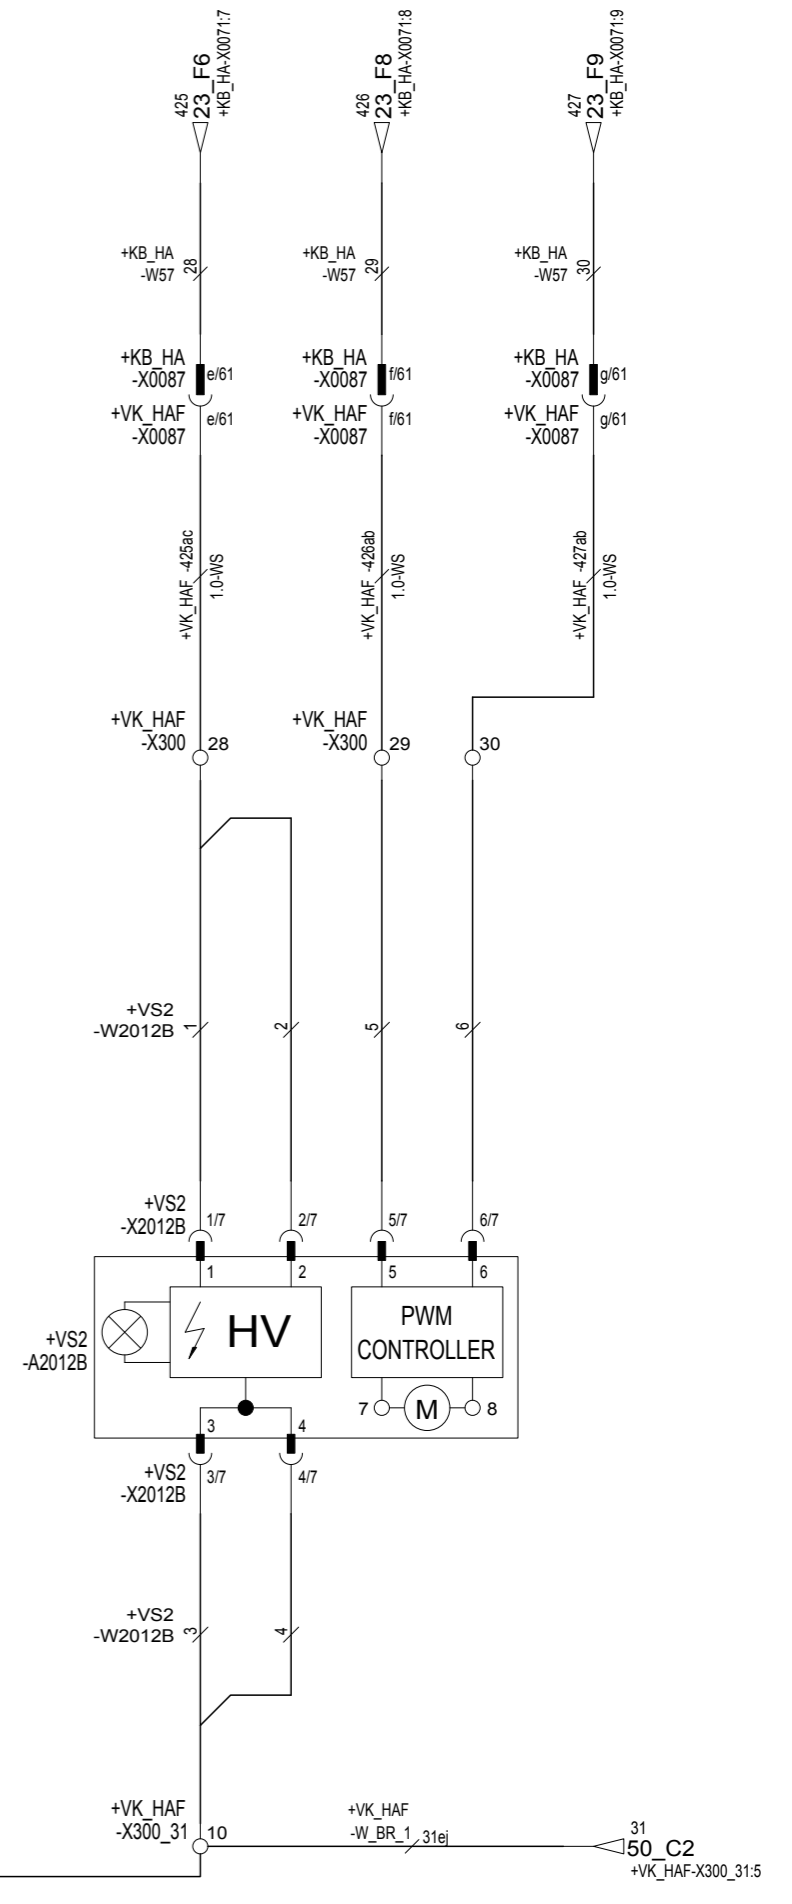 425
23_F6
+KB_HA-X0071:7
426
23_F8
+KB_HA-X0071:8
427
23_F9
+KB_HA-X0071:9
+KB_HA
-W57
28
+KB_HA
-W57
29
+KB_HA
-W57
30
+KB_HA
-X0087
e/61
+VK_HAF
-X0087
e/61
+KB_HA
-X0087
f/61
+VK_HAF
-X0087
f/61
+KB_HA
-X0087
g/61
+VK_HAF
-X0087
g/61
+VK_HAF -425ac
1.0-WS
+VK_HAF -426ab
1.0-WS
+VK_HAF -427ab
1.0-WS
+VK_HAF
-X300
28
+VK_HAF
-X300
29
30
+VS2
-W2012B
1
2
5
6
+VS2
-X2012B
1/7
2/7
5/7
6/7
1
2
5
6
HV
PWM
CONTROLLER
+VS2
-A2012B
7
M
8
3
4
+VS2
-X2012B
3/7
4/7
+VS2
-W2012B
3
4
+VK_HAF
-X300_31
10
+VK_HAF
-W_BR_1
31ej
31
50_C2
+VK_HAF-X300_31:5